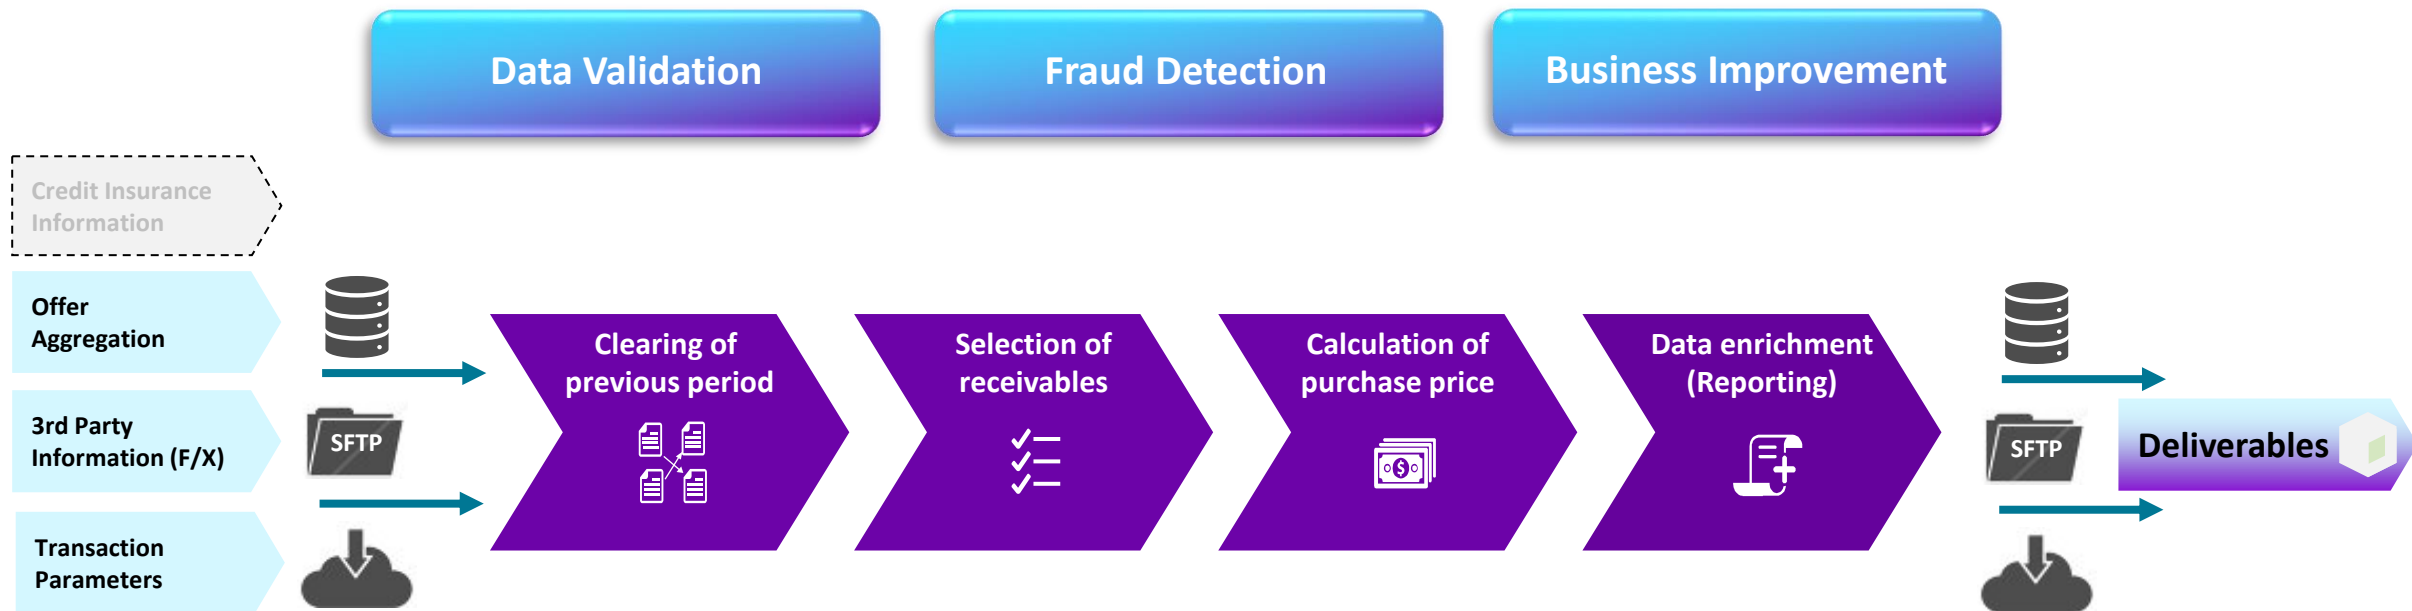 Data Validation
Fraud Detection
Business Improvement
Credit Insurance
Information
Offer
Aggregation
3rd Party
Information (F/X)
Transaction
Parameters
SFTP
Clearing of
previous period
Selection of
receivables
Calculation of
purchase price
Data enrichment
(Reporting)
SFTP
Deliverables